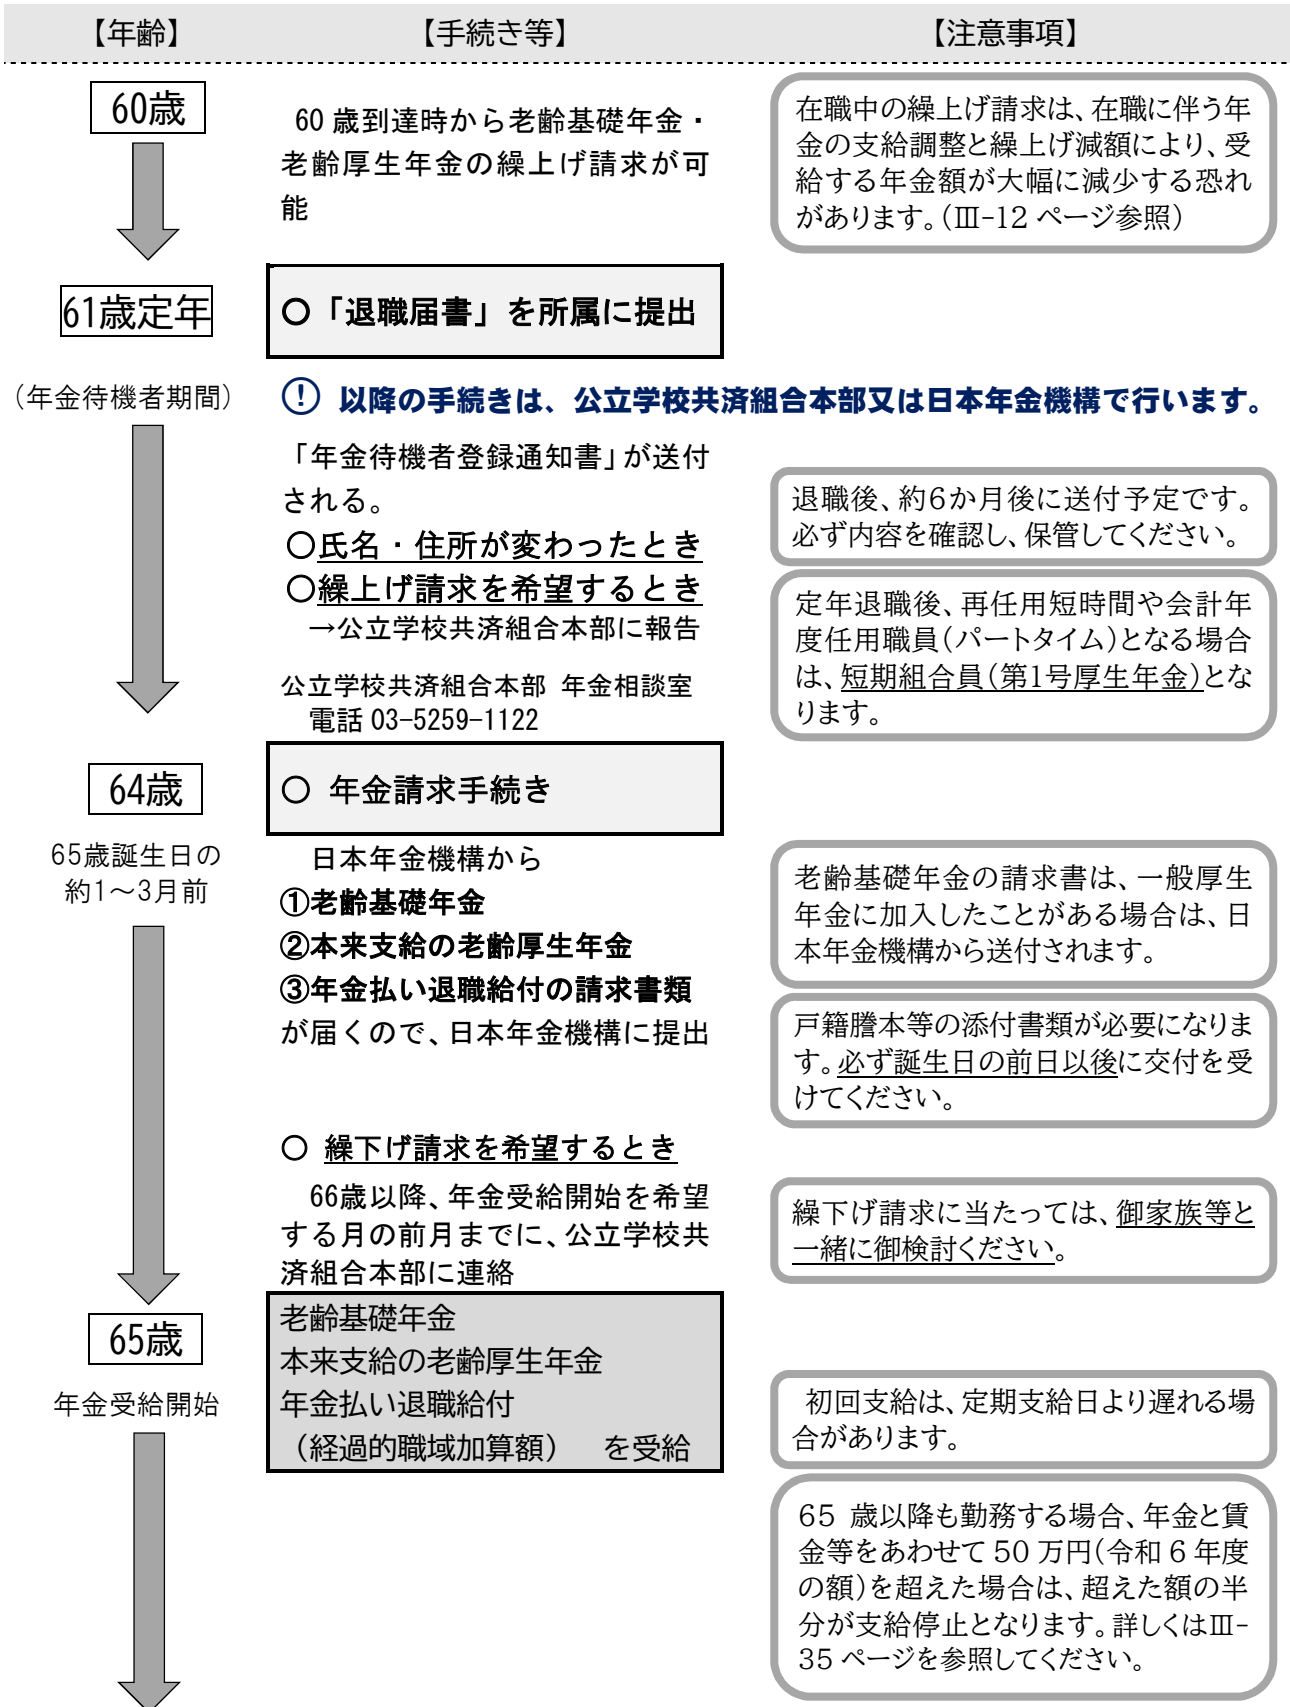 【年齢】 【手続き等】 【注意事項】
60歳
60歳到達時から老齢基礎年金・
老齢厚生年金の繰上げ請求が可
能
在職中の繰上げ請求は、在職に伴う年
金の支給調整と繰上げ減額により、受
給する年金額が大幅に減少する恐れ
があります。(Ⅲ-12 ページ参照)
61歳定年
○「退職届書」を所属に提出
(年金待機者期間)
! 以降の手続きは、公立学校共済組合本部又は日本年金機構で行います。
「年金待機者登録通知書」が送付
される。
○氏名・住所が変わったとき
○繰上げ請求を希望するとき
→公立学校共済組合本部に報告
公立学校共済組合本部 年金相談室
電話 03-5259-1122
退職後、約6か月後に送付予定です。
必ず内容を確認し、保管してください。
定年退職後、再任用短時間や会計年
度任用職員(パートタイム)となる場合
は、短期組合員(第1号厚生年金)とな
ります。
64歳
○ 年金請求手続き
65歳誕生日の
約1~3月前
日本年金機構から
①老齢基礎年金
②本来支給の老齢厚生年金
③年金払い退職給付の請求書類
が届くので、日本年金機構に提出
老齢基礎年金の請求書は、一般厚生
年金に加入したことがある場合は、日
本年金機構から送付されます。
戸籍謄本等の添付書類が必要になりま
す。必ず誕生日の前日以後に交付を受
けてください。
○ 繰下げ請求を希望するとき
66歳以降、年金受給開始を希望
する月の前月までに、公立学校共
済組合本部に連絡
繰下げ請求に当たっては、御家族等と
一緒に御検討ください。
65歳
年金受給開始
老齢基礎年金
本来支給の老齢厚生年金
年金払い退職給付
(経過的職域加算額) を受給
初回支給は、定期支給日より遅れる場
合があります。
65 歳以降も勤務する場合、年金と賃
金等をあわせて 50 万円(令和 6 年度
の額)を超えた場合は、超えた額の半
分が支給停止となります。詳しくはⅢ-
35 ページを参照してください。